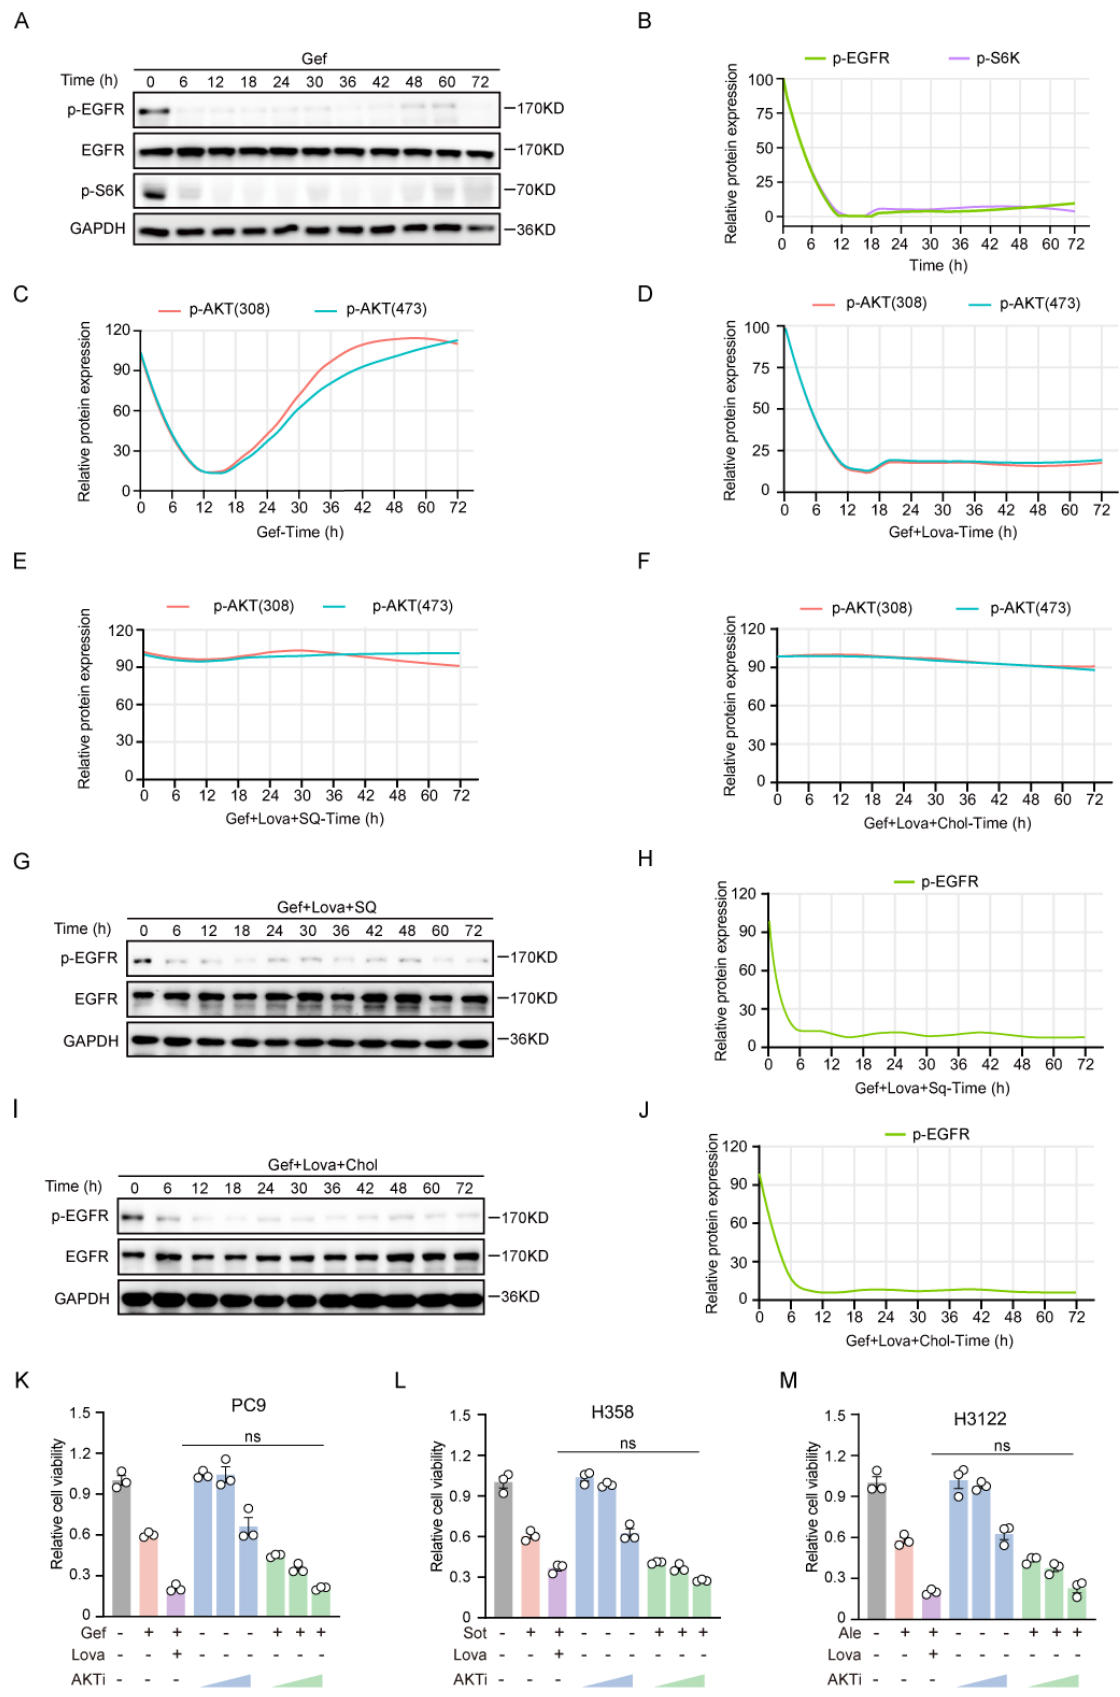 A
Gef
Time (h) 0 6 12 18 24 30 36 42 48 60 72
p-EGFR 170KD
EGFR 170KD
p-S6K 70KD
GAPDH 36KD
B
p-EGFR p-S6K
Relative protein expression
100
75
50
25
0
0 6 12 18 24 30 36 42 48 60 72
Time (h)
C
p-AKT(308) p-AKT(473)
Relative protein expression
120
90
60
30
0
0 6 12 18 24 30 36 42 48 60 72
Gef-Time (h)
D
p-AKT(308) p-AKT(473)
Relative protein expression
100
75
50
25
0
0 6 12 18 24 30 36 42 48 60 72
Gef+Lova-Time (h)
E
p-AKT(308) p-AKT(473)
Relative protein expression
120
90
60
30
0
0 6 12 18 24 30 36 42 48 60 72
Gef+Lova+SQ-Time (h)
F
p-AKT(308) p-AKT(473)
Relative protein expression
120
90
60
30
0
0 6 12 18 24 30 36 42 48 60 72
Gef+Lova+Chol-Time (h)
G
Gef+Lova+SQ
Time (h) 0 6 12 18 24 30 36 42 48 60 72
p-EGFR 170KD
EGFR 170KD
GAPDH 36KD
H
p-EGFR
Relative protein expression
120
90
60
30
0
0 6 12 18 24 30 36 42 48 60 72
Gef+Lova+Sq-Time (h)
I
Gef+Lova+Chol
Time (h) 0 6 12 18 24 30 36 42 48 60 72
p-EGFR 170KD
EGFR 170KD
GAPDH 36KD
J
p-EGFR
Relative protein expression
120
90
60
30
0
0 6 12 18 24 30 36 42 48 60 72
Gef+Lova+Chol-Time (h)
K
PC9
Relative cell viability
1.5
1.2
0.9
0.6
0.3
0
ns
Gef - + + - - - + + +
Lova - - + - - - - - -
AKTi - - -
L
H358
Relative cell viability
1.5
1.2
0.9
0.6
0.3
0
ns
Sot - + + - - - + + +
Lova - - + - - - - - -
AKTi - - -
M
H3122
Relative cell viability
1.5
1.2
0.9
0.6
0.3
0
ns
Ale - + + - - - + + +
Lova - - + - - - - - -
AKTi - - -